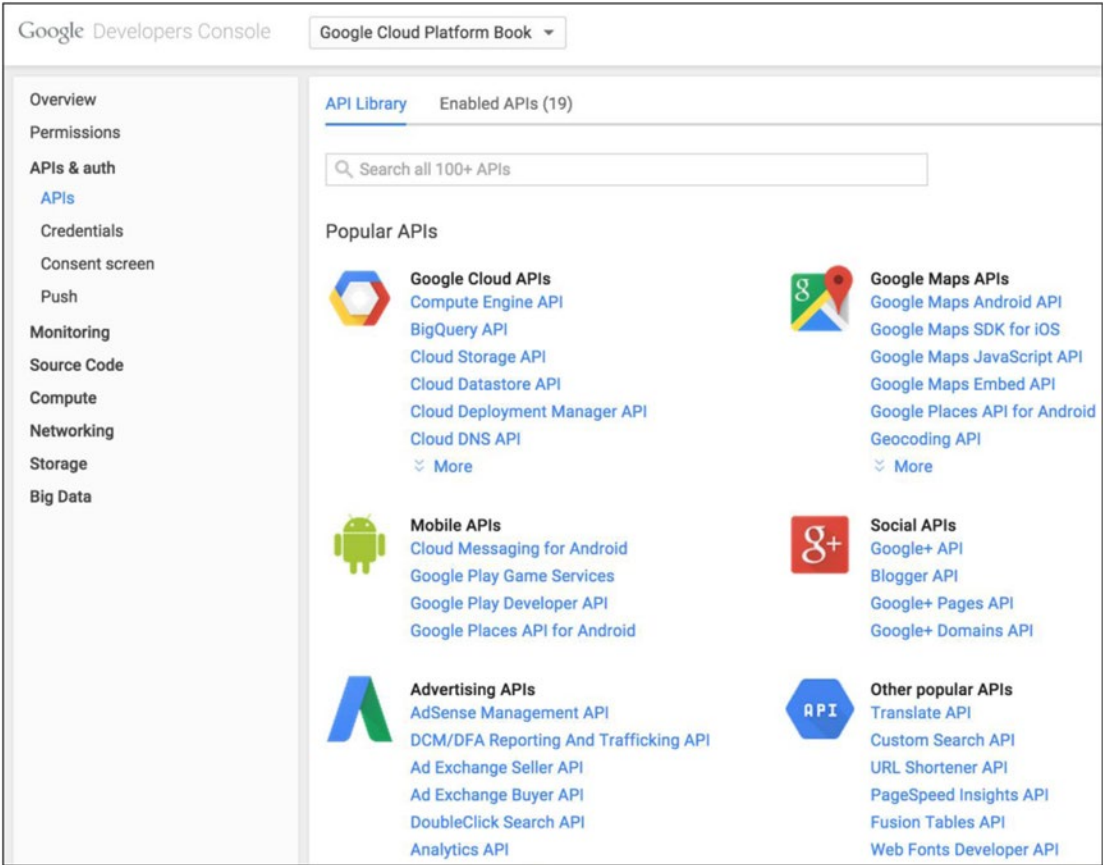 Google Developers Console
Google Cloud Platform Book
Overview
Permissions
APIs & auth
APIs
Credentials
Consent screen
Push
Monitoring
Source Code
Compute
Networking
Storage
Big Data
API Library Enabled APIs (19)
Search all 100+ APIs
Popular APIs
Google Cloud APIs
Compute Engine API
BigQuery API
Cloud Storage API
Cloud Datastore API
Cloud Deployment Manager API
Cloud DNS API
More
g
Google Maps APIs
Google Maps Android API
Google Maps SDK for iOS
Google Maps JavaScript API
Google Maps Embed API
Google Places API for Android
Geocoding API
More
Mobile APIs
Cloud Messaging for Android
Google Play Game Services
Google Play Developer API
Google Places API for Android
g+
Social APIs
Google+ API
Blogger API
Google+ Pages API
Google+ Domains API
Advertising APIs
AdSense Management API
DCM/DFA Reporting And Trafficking API
Ad Exchange Seller API
Ad Exchange Buyer API
DoubleClick Search API
Analytics API
API
Other popular APIs
Translate API
Custom Search API
URL Shortener API
PageSpeed Insights API
Fusion Tables API
Web Fonts Developer API